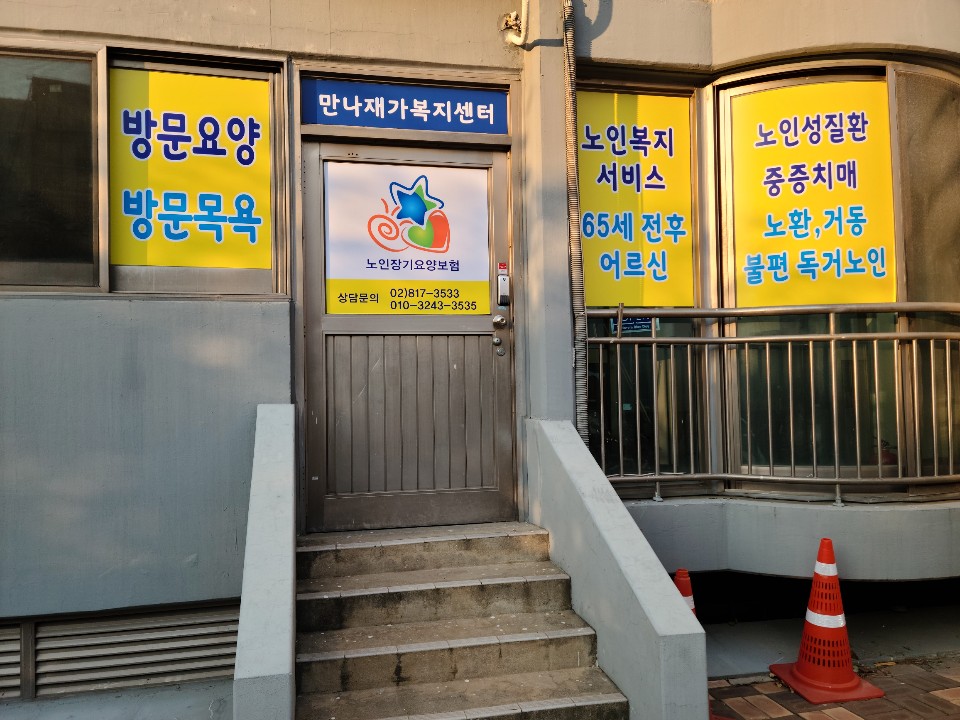 방문요양
방문목욕
만나재가복지센터
노인장기요양보험
상담문의 02)817-3533
010-3243-3535
노인복지
서비스
65세 전후
어르신
노인성질환
중증치매
노환,거동
불편 독거노인